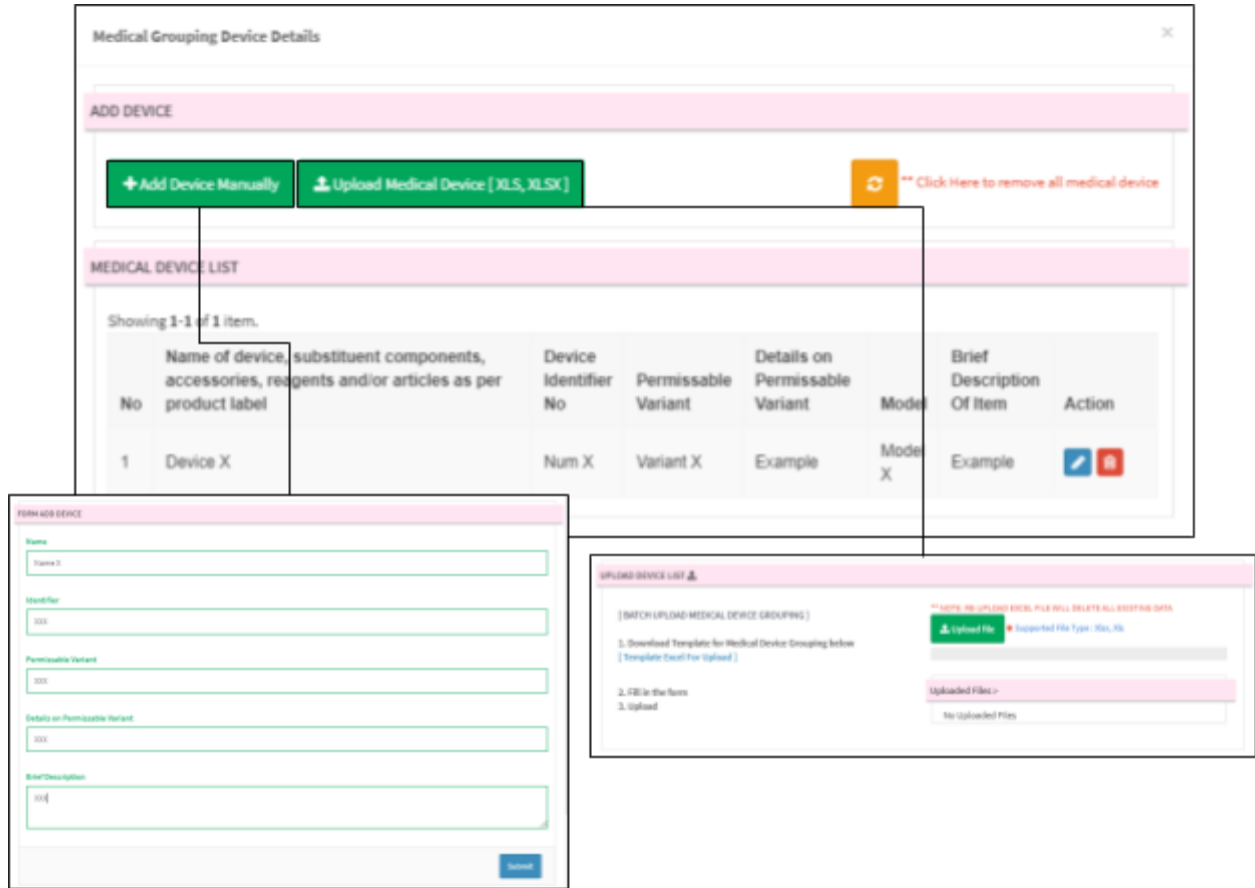 Medical Grouping Device Details
×
ADD DEVICE
+Add Device Manually
Upload Medical Device [ XLS, XLSX ]
** Click Here to remove all medical device
MEDICAL DEVICE LIST
Showing 1-1 of 1 item.
No
Name of device, substituent components,
accessories, reagents and/or articles as per
product label
Device
Identifier
No
Permissable
Variant
Details on
Permissable
Variant
Model
Brief
Description
Of Item
Action
1
Device X
Num X
Variant X
Example
Model
X
Example
FORM ADD DEVICE
Name
Name X
Identifier
XXX
Permissable Variant
XXX
Details on Permissable Variant
XXX
Brief Description
XXX
Submit
UPLOAD DEVICE LIST
[ BATCH UPLOAD MEDICAL DEVICE GROUPING ]
1. Download Template for Medical Device Grouping below
[ Template Excel For Upload ]
2. Fill in the form
3. Upload
** NOTE: RE-UPLOAD EXCEL FILE WILL DELETE ALL EXISTING DATA
Upload File
* Supported File Type : Xlsx, Xls
Uploaded Files :-
No Uploaded Files